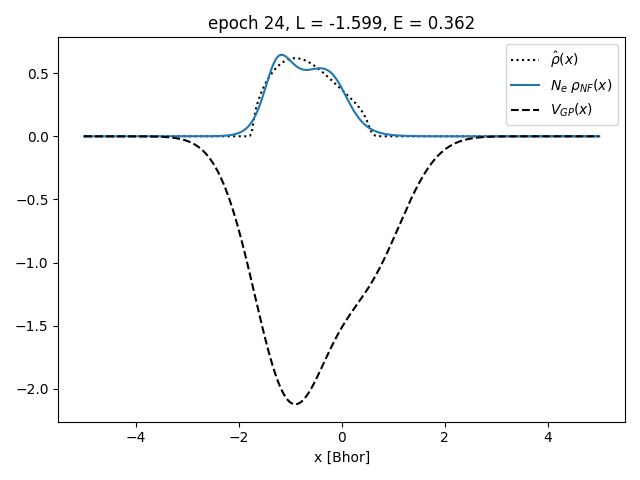 epoch 24, L = -1.599, E = 0.362
ρ̂(x)
N_e ρ_NF(x)
V_GP(x)
0.5
0.0
−0.5
−1.0
−1.5
−2.0
−4 −2 0 2 4
x [Bhor]